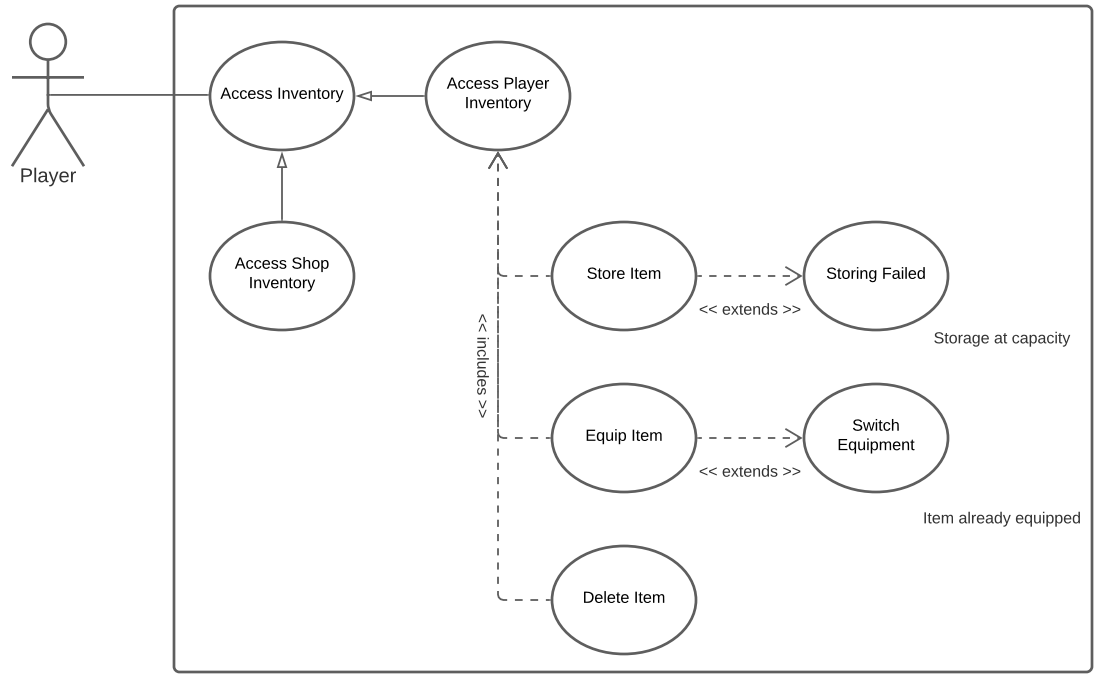 Player
Access Inventory
Access Player
Inventory
Access Shop
Inventory
Store Item
<< extends >>
Storing Failed
Storage at capacity
<< includes >>
Equip Item
<< extends >>
Switch
Equipment
Item already equipped
Delete Item